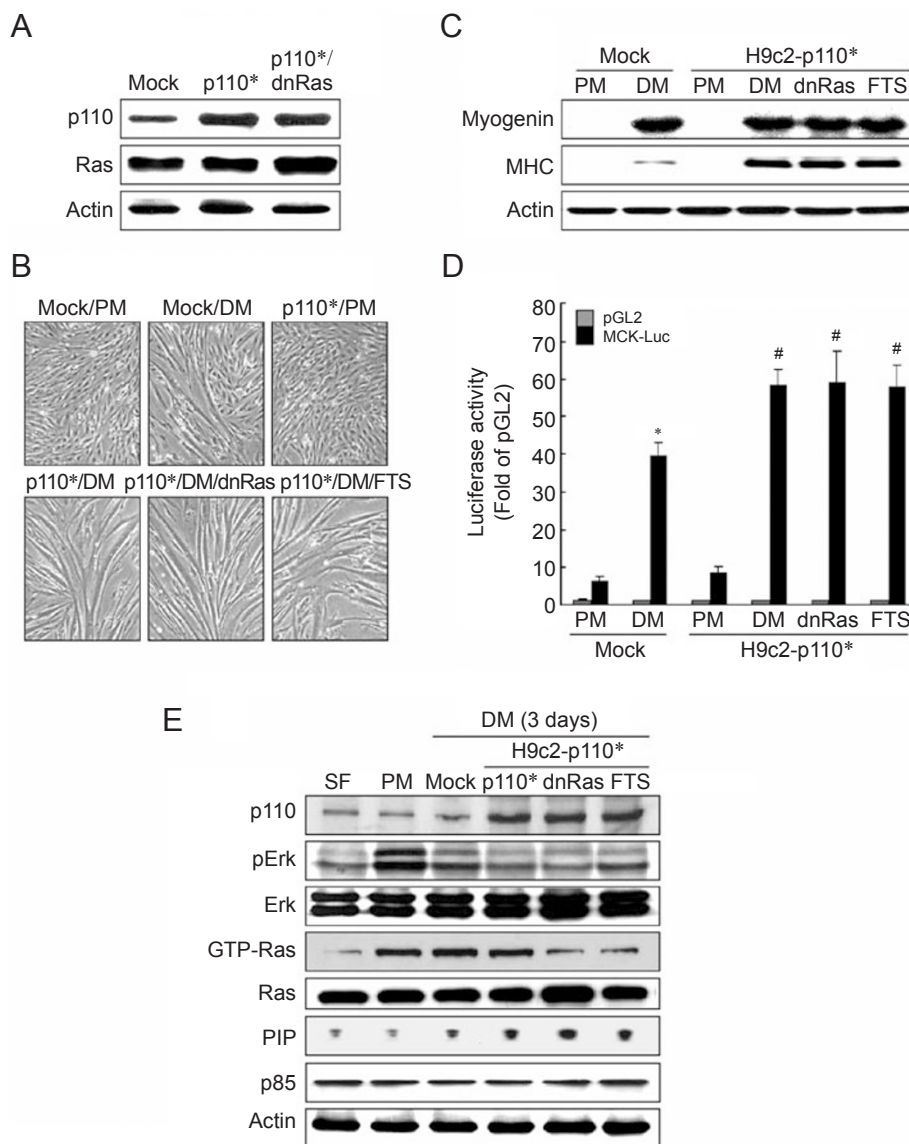 A
Mock p110* p110*/
dnRas
p110
Ras
Actin
B
Mock/PM Mock/DM p110*/PM
p110*/DM p110*/DM/dnRas p110*/DM/FTS
C
Mock H9c2-p110*
PM DM PM DM dnRas FTS
Myogenin
MHC
Actin
D
Luciferase activity
(Fold of pGL2)
80
70
60
50
40
30
20
10
0
pGL2
MCK-Luc
* # # #
PM DM PM DM dnRas FTS
Mock H9c2-p110*
E
DM (3 days)
H9c2-p110*
SF PM Mock p110* dnRas FTS
p110
pErk
Erk
GTP-Ras
Ras
PIP
p85
Actin